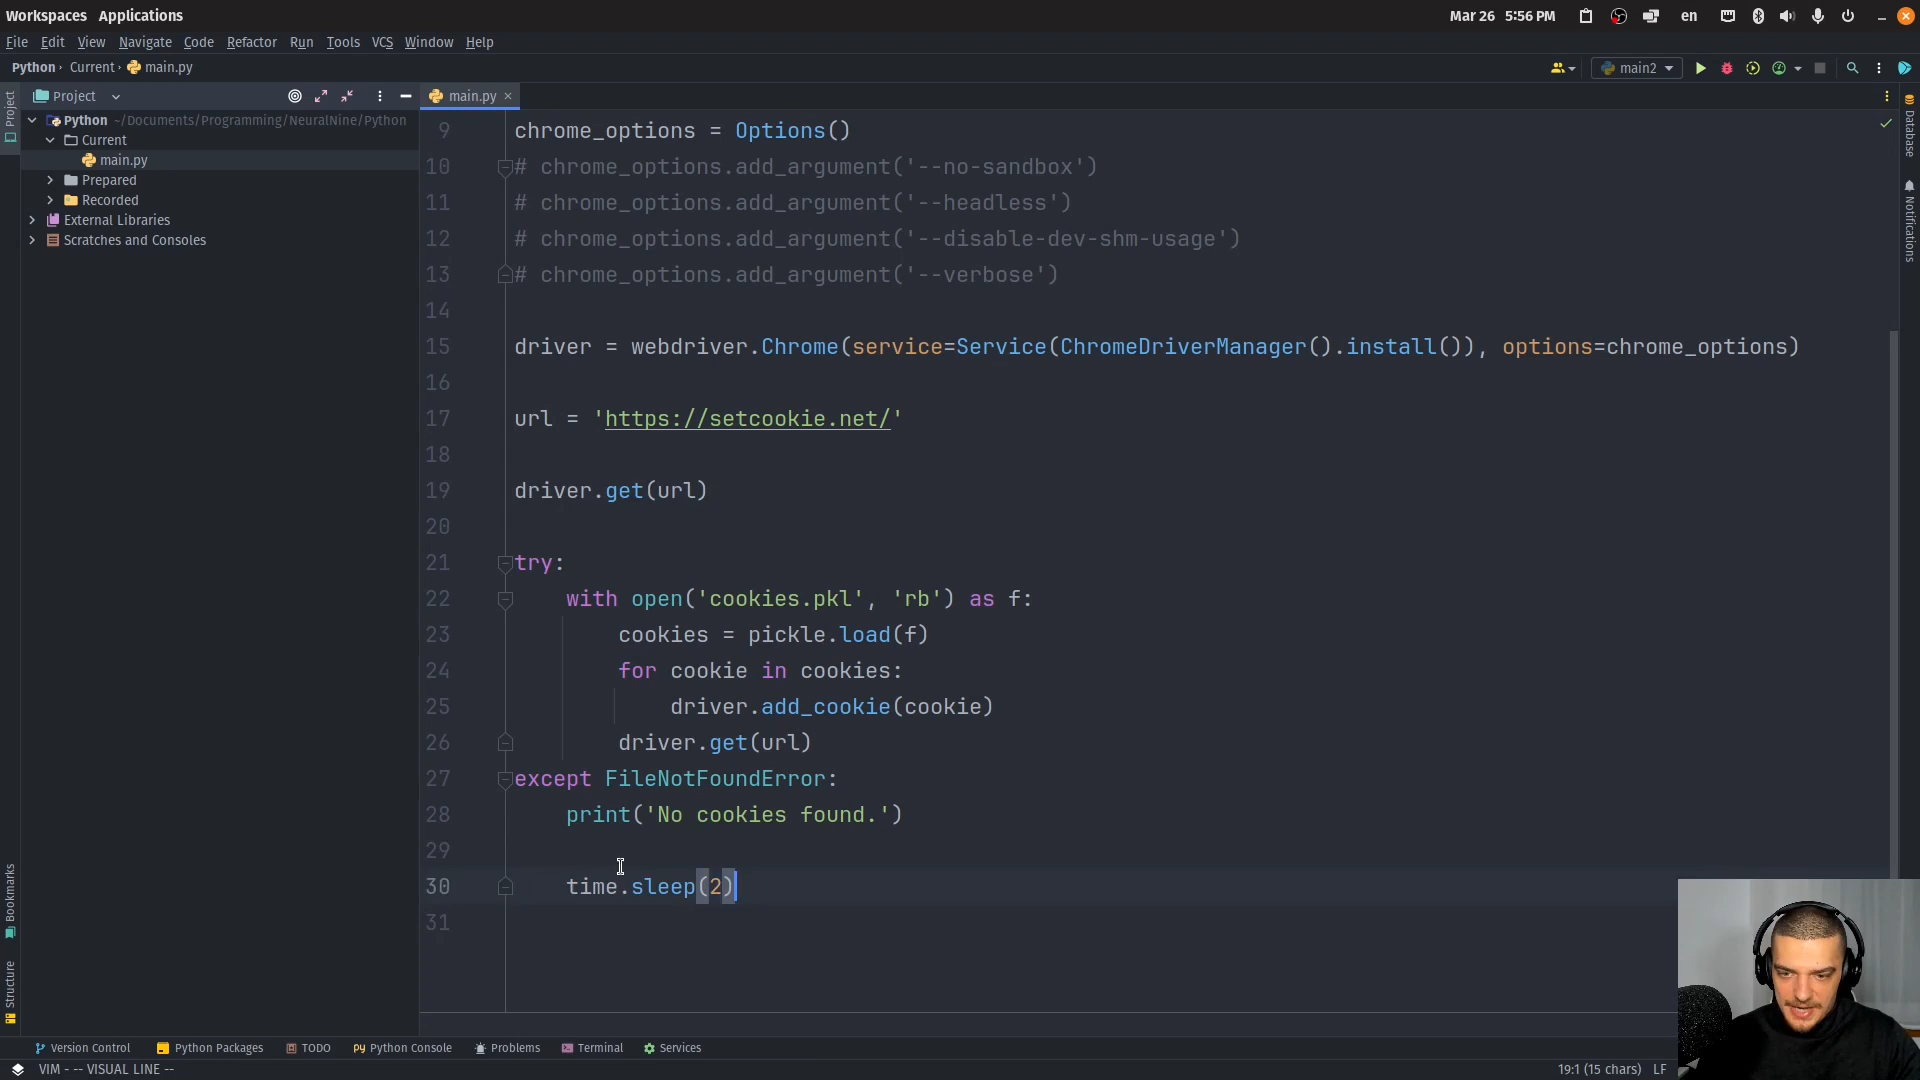 Workspaces Applications
Mar 26 5:56 PM
en
File Edit View Navigate Code Refactor Run Tools VCS Window Help
Python › Current › main.py
main2
Project
main.py
Python ~/Documents/Programming/NeuralNine/Python
Current
main.py
Prepared
Recorded
External Libraries
Scratches and Consoles
Project
Bookmarks
Structure
Database
Notifications
9 chrome_options = Options()
10 # chrome_options.add_argument('--no-sandbox')
11 # chrome_options.add_argument('--headless')
12 # chrome_options.add_argument('--disable-dev-shm-usage')
13 # chrome_options.add_argument('--verbose')
14
15 driver = webdriver.Chrome(service=Service(ChromeDriverManager().install()), options=chrome_options)
16
17 url = 'https://setcookie.net/'
18
19 driver.get(url)
20
21 try:
22 with open('cookies.pkl', 'rb') as f:
23 cookies = pickle.load(f)
24 for cookie in cookies:
25 driver.add_cookie(cookie)
26 driver.get(url)
27 except FileNotFoundError:
28 print('No cookies found.')
29
30 time.sleep(2)
31
Version Control Python Packages TODO Python Console Problems Terminal Services
VIM - -- VISUAL LINE --
19:1 (15 chars) LF